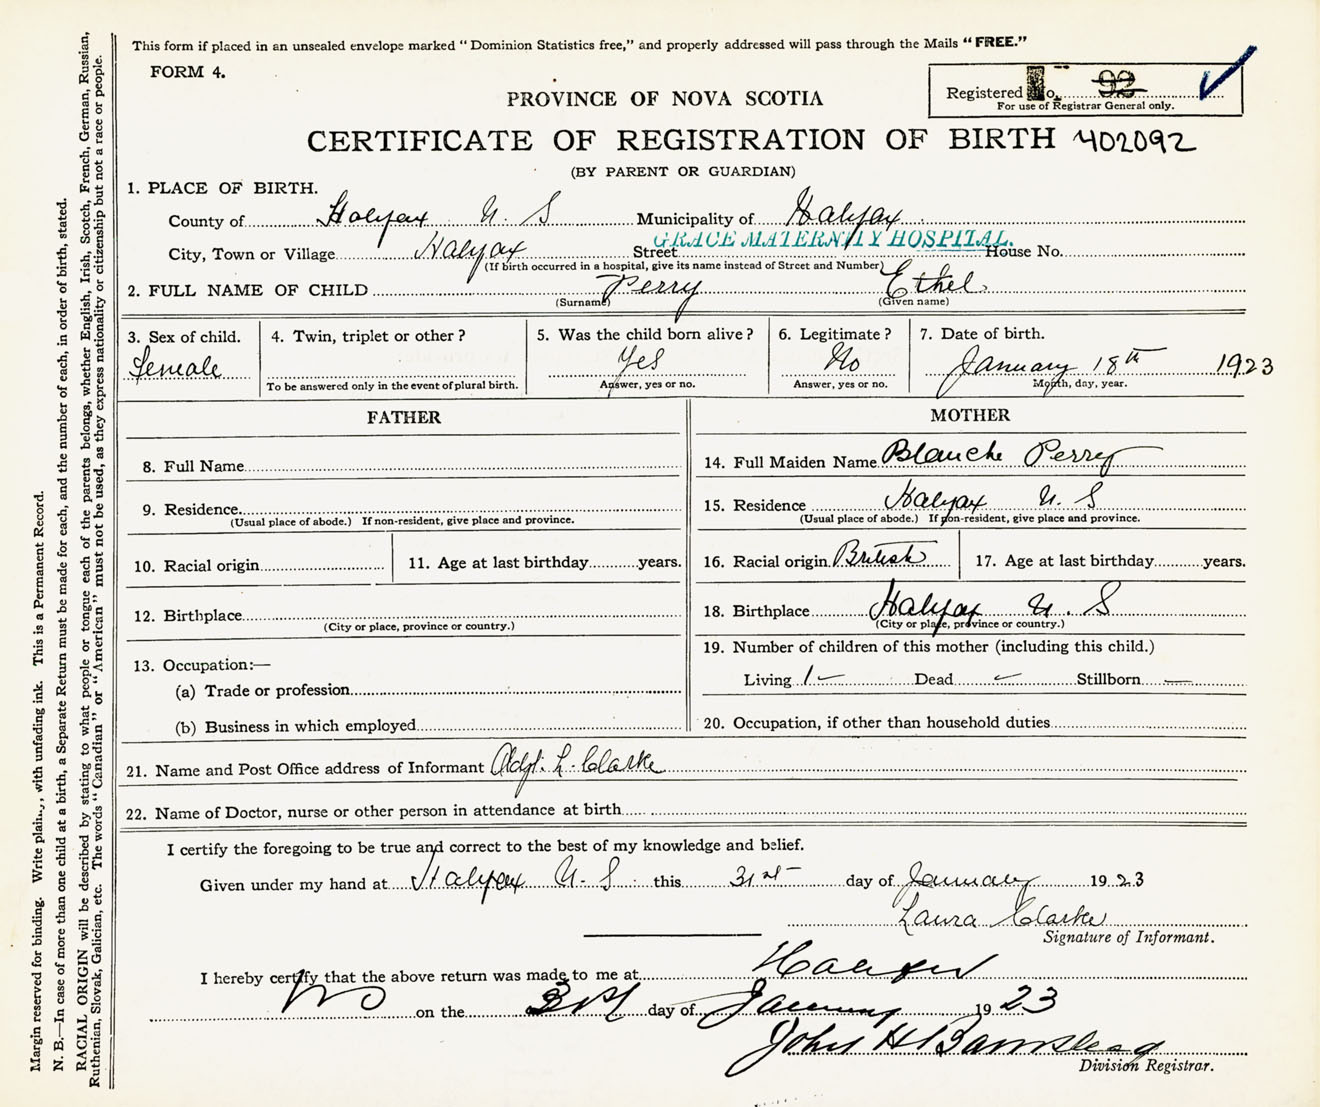 This form if placed in an unsealed envelope marked "Dominion Statistics free," and properly addressed will pass through the Mails "FREE."
FORM 4.
Registered No. 92
For use of Registrar General only.
PROVINCE OF NOVA SCOTIA
CERTIFICATE OF REGISTRATION OF BIRTH 402092
(BY PARENT OR GUARDIAN)
1. PLACE OF BIRTH.
County of Halifax N. S Municipality of Halifax
City, Town or Village Halifax Street GRACE MATERNITY HOSPITAL. House No.
(If birth occurred in a hospital, give its name instead of Street and Number)
2. FULL NAME OF CHILD Perry Ethel
(Surname) (Given name)
3. Sex of child. 4. Twin, triplet or other? 5. Was the child born alive? 6. Legitimate? 7. Date of birth.
Female Yes No January 18th 1923
To be answered only in the event of plural birth. Answer, yes or no. Answer, yes or no. Month, day, year.
FATHER
8. Full Name
9. Residence.
(Usual place of abode.) If non-resident, give place and province.
10. Racial origin 11. Age at last birthday years.
12. Birthplace
(City or place, province or country.)
13. Occupation:—
(a) Trade or profession
(b) Business in which employed
MOTHER
14. Full Maiden Name Blanche Perry
15. Residence Halifax N. S
(Usual place of abode.) If non-resident, give place and province.
16. Racial origin British 17. Age at last birthday years.
18. Birthplace Halifax N. S
(City or place, province or country.)
19. Number of children of this mother (including this child.)
Living 1 Dead — Stillborn —
20. Occupation, if other than household duties
21. Name and Post Office address of Informant Adjt. L. Clarke
22. Name of Doctor, nurse or other person in attendance at birth
I certify the foregoing to be true and correct to the best of my knowledge and belief.
Given under my hand at Halifax N. S. this 31st day of January 1923
Laura Clarke
Signature of Informant.
I hereby certify that the above return was made to me at Halifax
NS on the 31st day of January 1923
John H Barnstead
Division Registrar.
Margin reserved for binding. Write plainly, with unfading ink. This is a Permanent Record.
N. B.—In case of more than one child at a birth, a Separate Return must be made for each, and the number of each, in order of birth, stated.
RACIAL ORIGIN will be described by stating to what people or tongue each of the parents belongs, whether English, Irish, Scotch, French, German, Russian,
Ruthenian, Slovak, Galician, etc. The words "Canadian" or "American" must not be used, as they express nationality or citizenship but not a race or people.